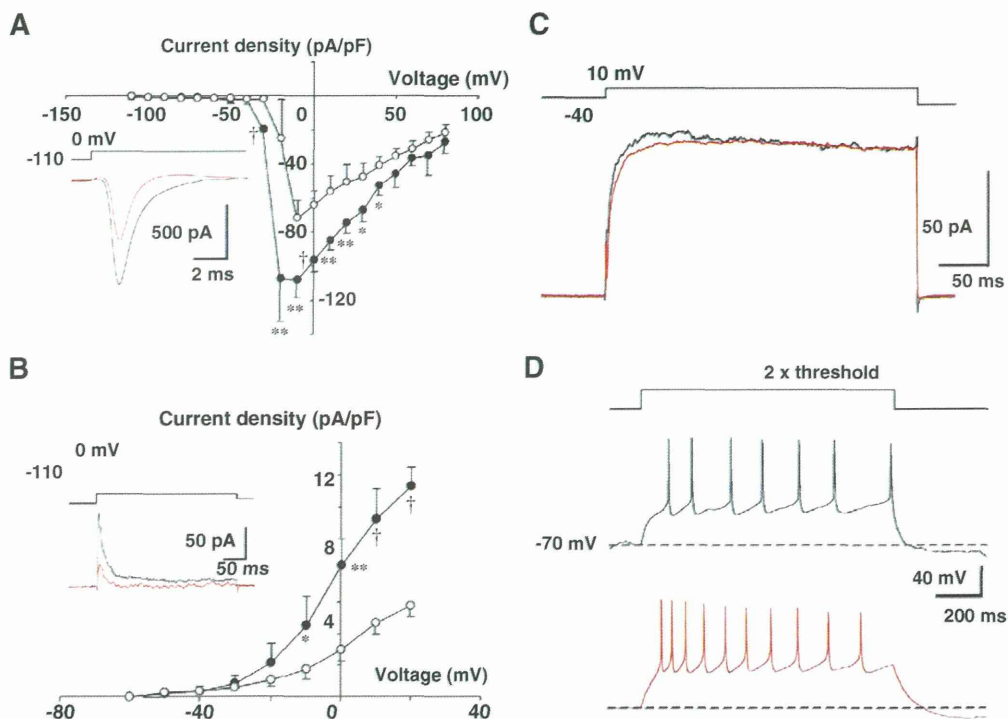 A
Current density (pA/pF)
Voltage (mV)
-150
-100
-50
0
50
100
0 mV
-110
†
-40
-80
-120
500 pA
2 ms
†
*
*
**
**
**
**
B
Current density (pA/pF)
0 mV
-110
12
8
4
50 pA
50 ms
†
†
**
*
Voltage (mV)
-80
-40
0
40
C
10 mV
-40
50 pA
50 ms
D
2 x threshold
-70 mV
40 mV
200 ms